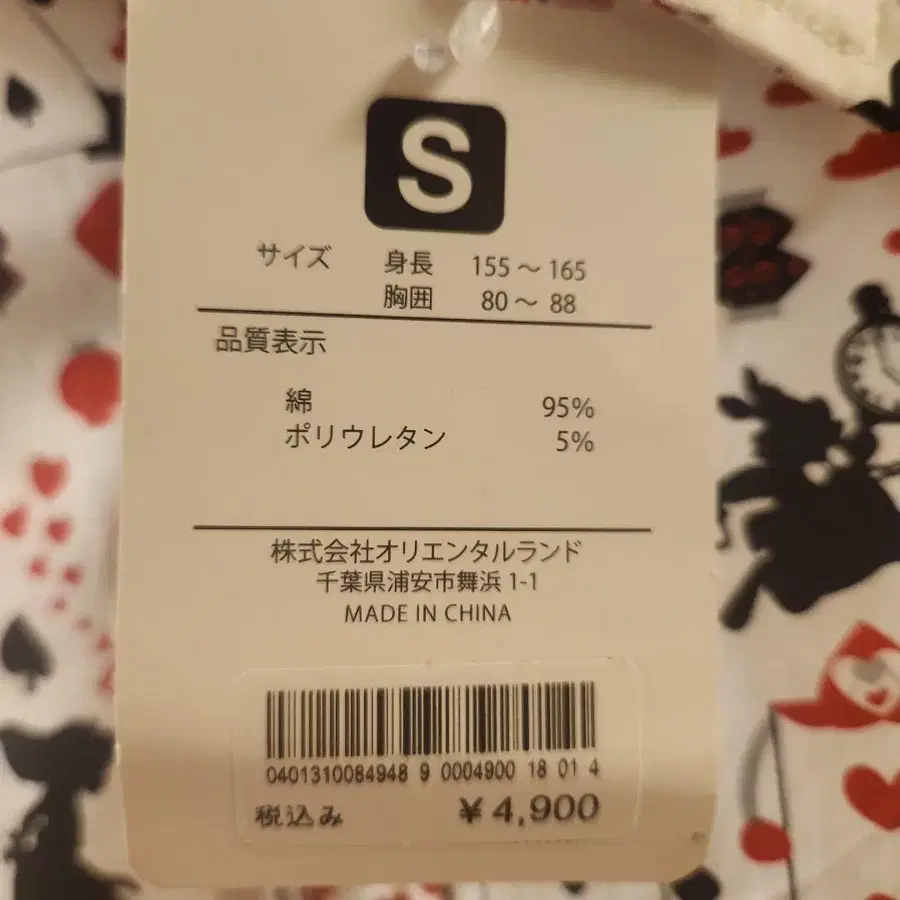 S
サイズ 身長 155～165
胸囲 80～ 88
品質表示
綿 95%
ポリウレタン 5%
株式会社オリエンタルランド
千葉県浦安市舞浜 1-1
MADE IN CHINA
0401310084948 9 0004900 18 01 4
税込み ¥4,900